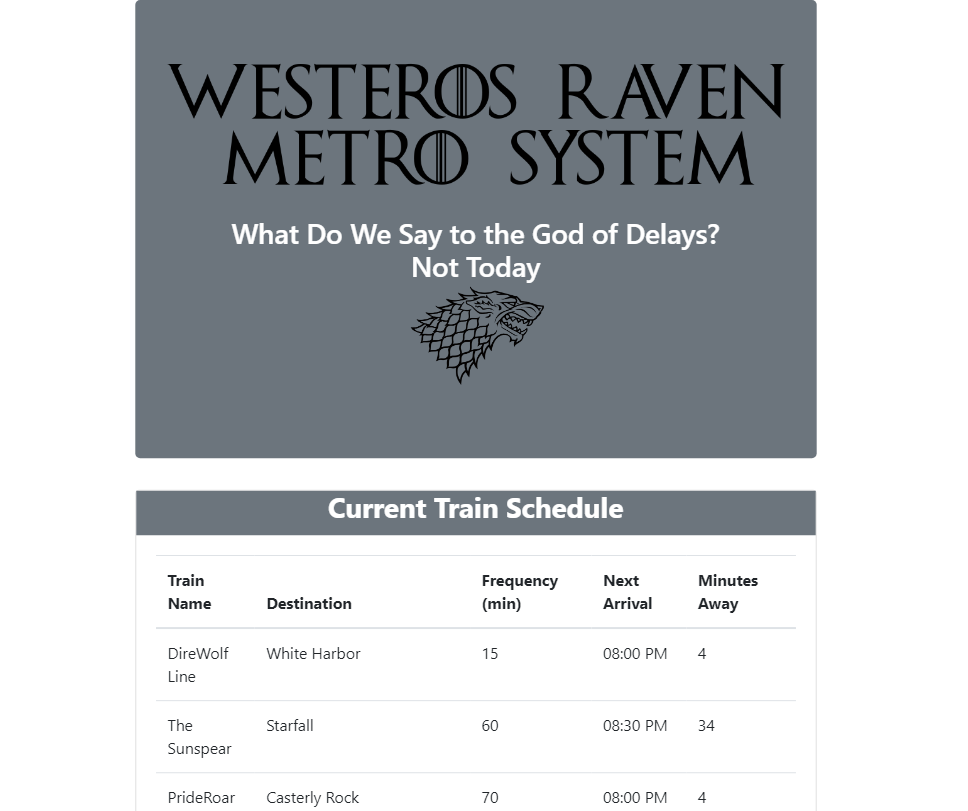 WESTEROS RAVEN
METRO SYSTEM
What Do We Say to the God of Delays?
Not Today
Current Train Schedule
Train Name Destination Frequency (min) Next Arrival Minutes Away
DireWolf Line White Harbor 15 08:00 PM 4
The Sunspear Starfall 60 08:30 PM 34
PrideRoar Casterly Rock 70 08:00 PM 4